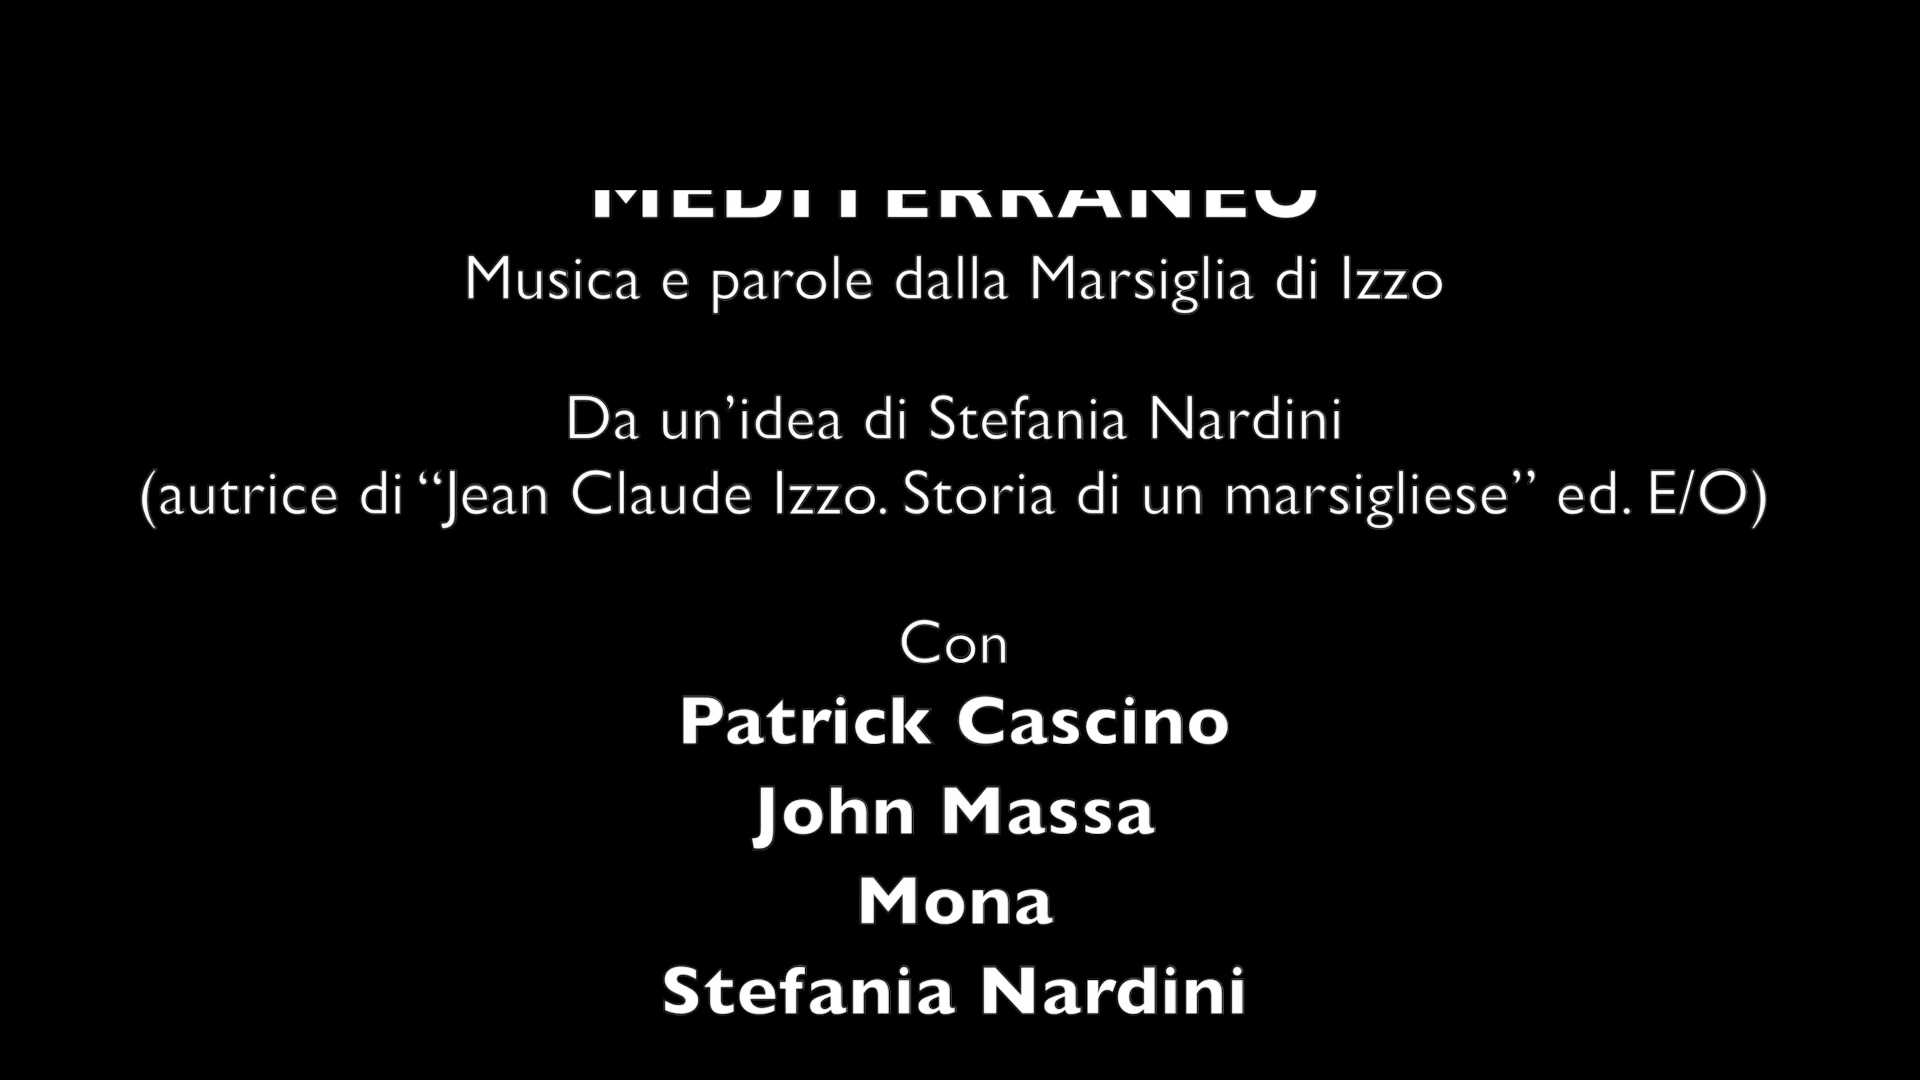 MEDITERRANEO
Musica e parole dalla Marsiglia di Izzo
Da un’idea di Stefania Nardini
(autrice di “Jean Claude Izzo. Storia di un marsigliese” ed. E/O)
Con
Patrick Cascino
John Massa
Mona
Stefania Nardini